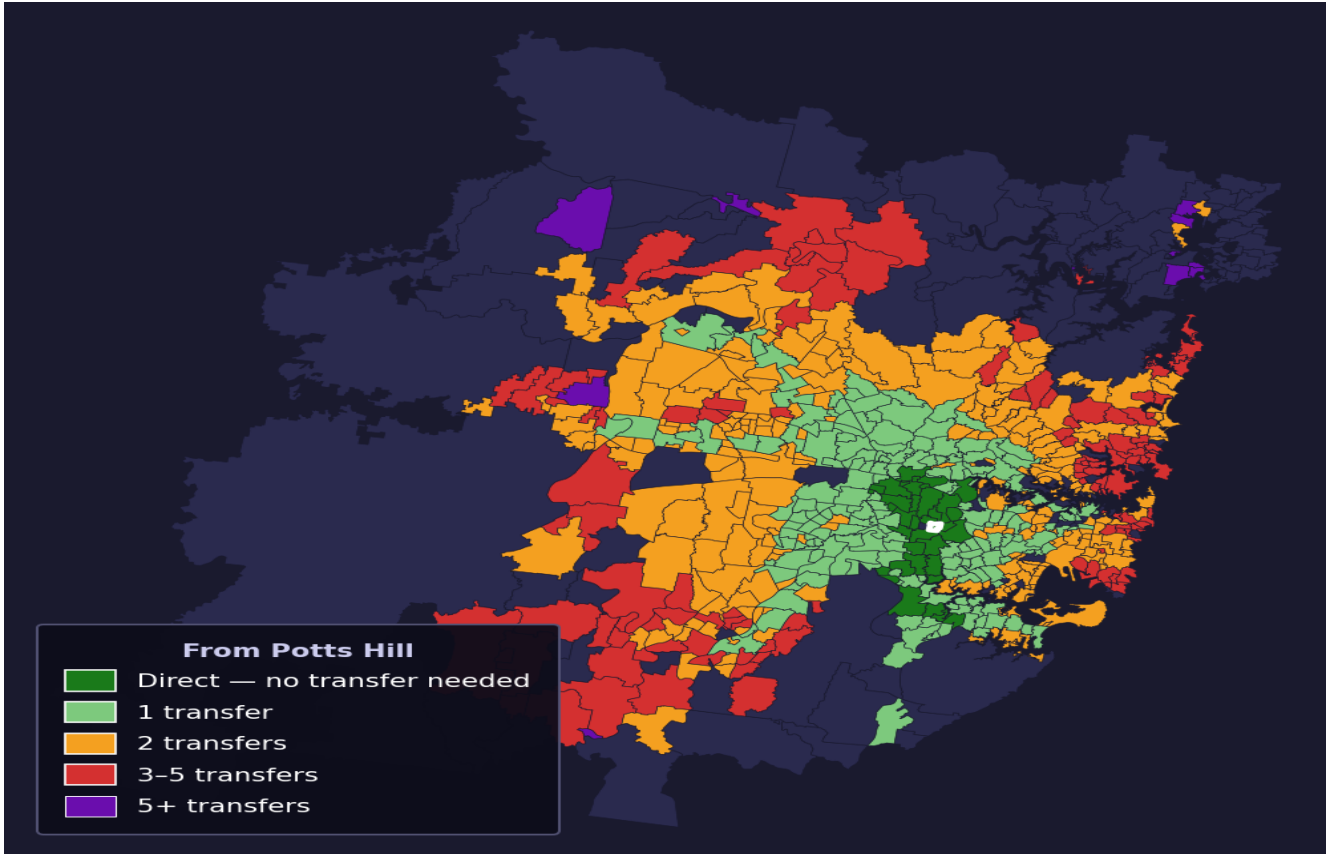 From Potts Hill
Direct — no transfer needed
1 transfer
2 transfers
3–5 transfers
5+ transfers